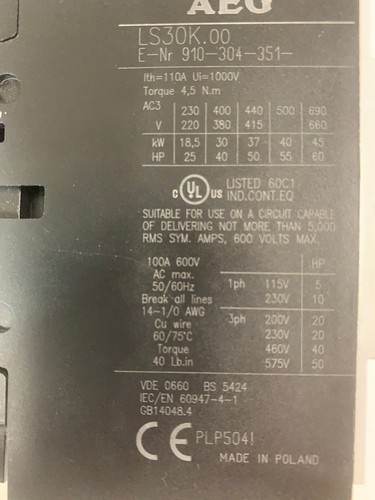 AEG
LS30K.00
E-Nr 910-304-351-
Ith=110A Ui=1000V
Torque 4,5 N.m
AC3 230 400 440 500 690
V 220 380 415 660
kW 18,5 30 37 40 45
HP 25 40 50 55 60
C UL US LISTED 60C1
IND.CONT.EQ
SUITABLE FOR USE ON A CIRCUIT CAPABLE
OF DELIVERING NOT MORE THAN 5,000
RMS SYM. AMPS, 600 VOLTS MAX.
100A 600V HP
AC max. 1ph 115V 5
50/60Hz 230V 10
Break all lines
14-1/0 AWG 3ph 200V 20
Cu wire 230V 20
60/75°C 460V 40
Torque 575V 50
40 Lb.in
VDE 0660 BS 5424
IEC/EN 60947-4-1
GB14048.4
CE PLP5041
MADE IN POLAND